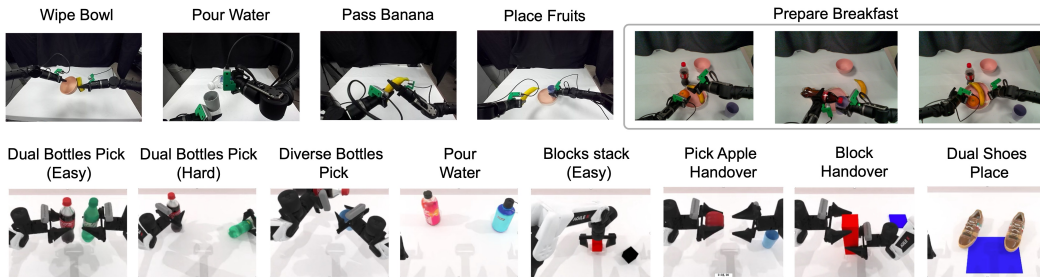 Wipe Bowl
Pour Water
Pass Banana
Place Fruits
Prepare Breakfast
Dual Bottles Pick
(Easy)
Dual Bottles Pick
(Hard)
Diverse Bottles
Pick
Pour
Water
Blocks stack
(Easy)
Pick Apple
Handover
Block
Handover
Dual Shoes
Place